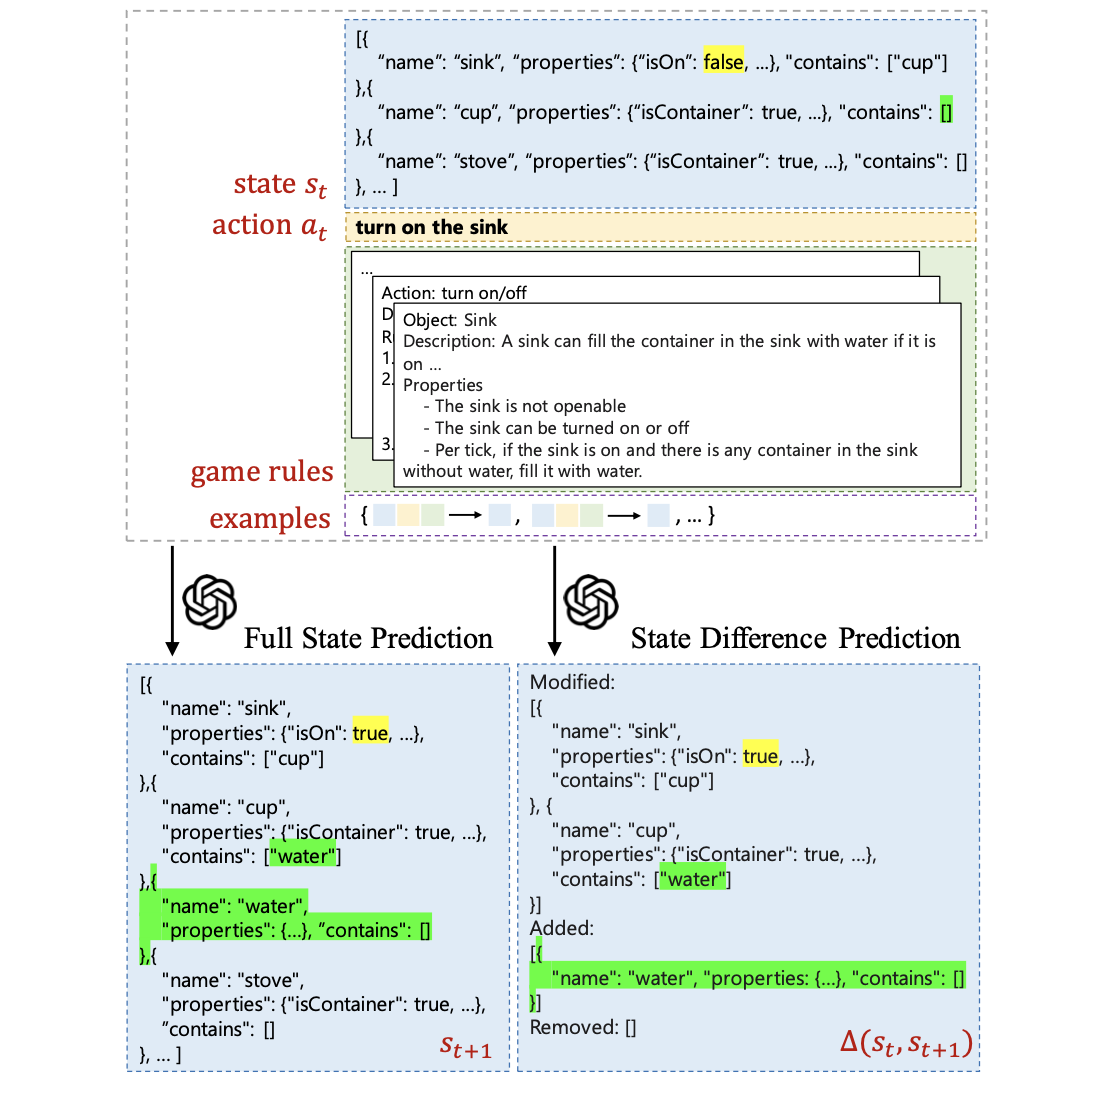 [{
"name": "sink", "properties": {"isOn": false, ...}, "contains": ["cup"]
},{
"name": "cup", "properties": {"isContainer": true, ...}, "contains": []
},{
"name": "stove", "properties": {"isContainer": true, ...}, "contains": []
}, ... ]
state s_t
action a_t
turn on the sink
...
Action: turn on/off
D
R
1.
2.
3.
Object: Sink
Description: A sink can fill the container in the sink with water if it is
on ...
Properties
- The sink is not openable
- The sink can be turned on or off
- Per tick, if the sink is on and there is any container in the sink
without water, fill it with water.
game rules
examples
{ , , ... }
Full State Prediction
State Difference Prediction
[{
"name": "sink",
"properties": {"isOn": true, ...},
"contains": ["cup"]
},{
"name": "cup",
"properties": {"isContainer": true, ...},
"contains": ["water"]
},{
"name": "water",
"properties": {...}, "contains": []
},{
"name": "stove",
"properties": {"isContainer": true, ...},
"contains": []
}, ... ]
s_{t+1}
Modified:
[{
"name": "sink",
"properties": {"isOn": true, ...},
"contains": ["cup"]
}, {
"name": "cup",
"properties": {"isContainer": true, ...},
"contains": ["water"]
}]
Added:
[{
"name": "water", "properties: {...}, "contains": []
}]
Removed: []
Δ(s_t, s_{t+1})